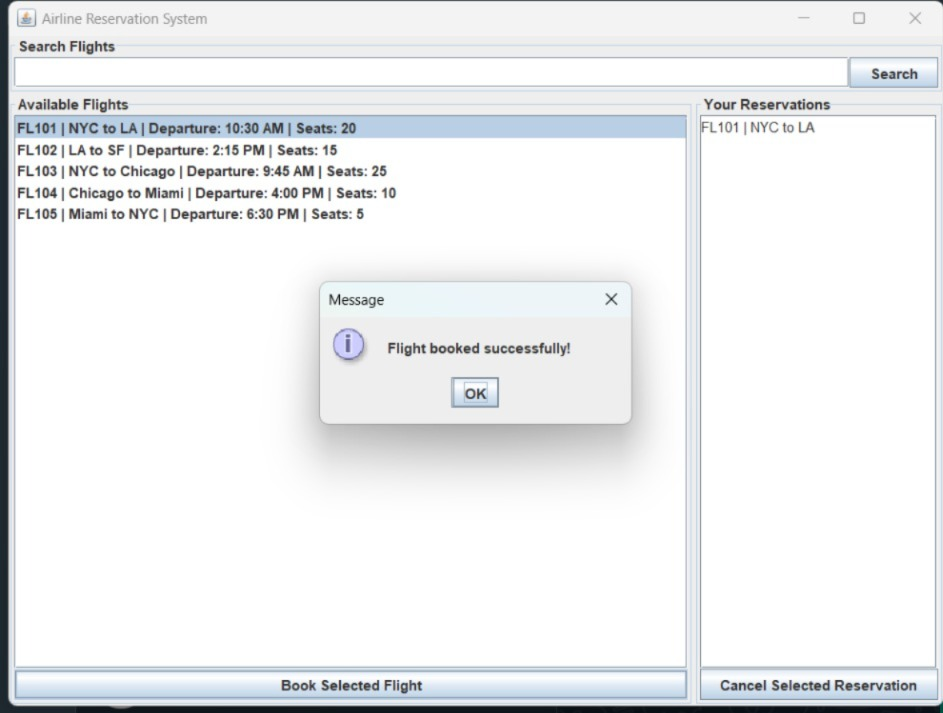 Airline Reservation System
Search Flights
Search
Available Flights
FL101 | NYC to LA | Departure: 10:30 AM | Seats: 20
FL102 | LA to SF | Departure: 2:15 PM | Seats: 15
FL103 | NYC to Chicago | Departure: 9:45 AM | Seats: 25
FL104 | Chicago to Miami | Departure: 4:00 PM | Seats: 10
FL105 | Miami to NYC | Departure: 6:30 PM | Seats: 5
Your Reservations
FL101 | NYC to LA
Message
Flight booked successfully!
OK
Book Selected Flight
Cancel Selected Reservation